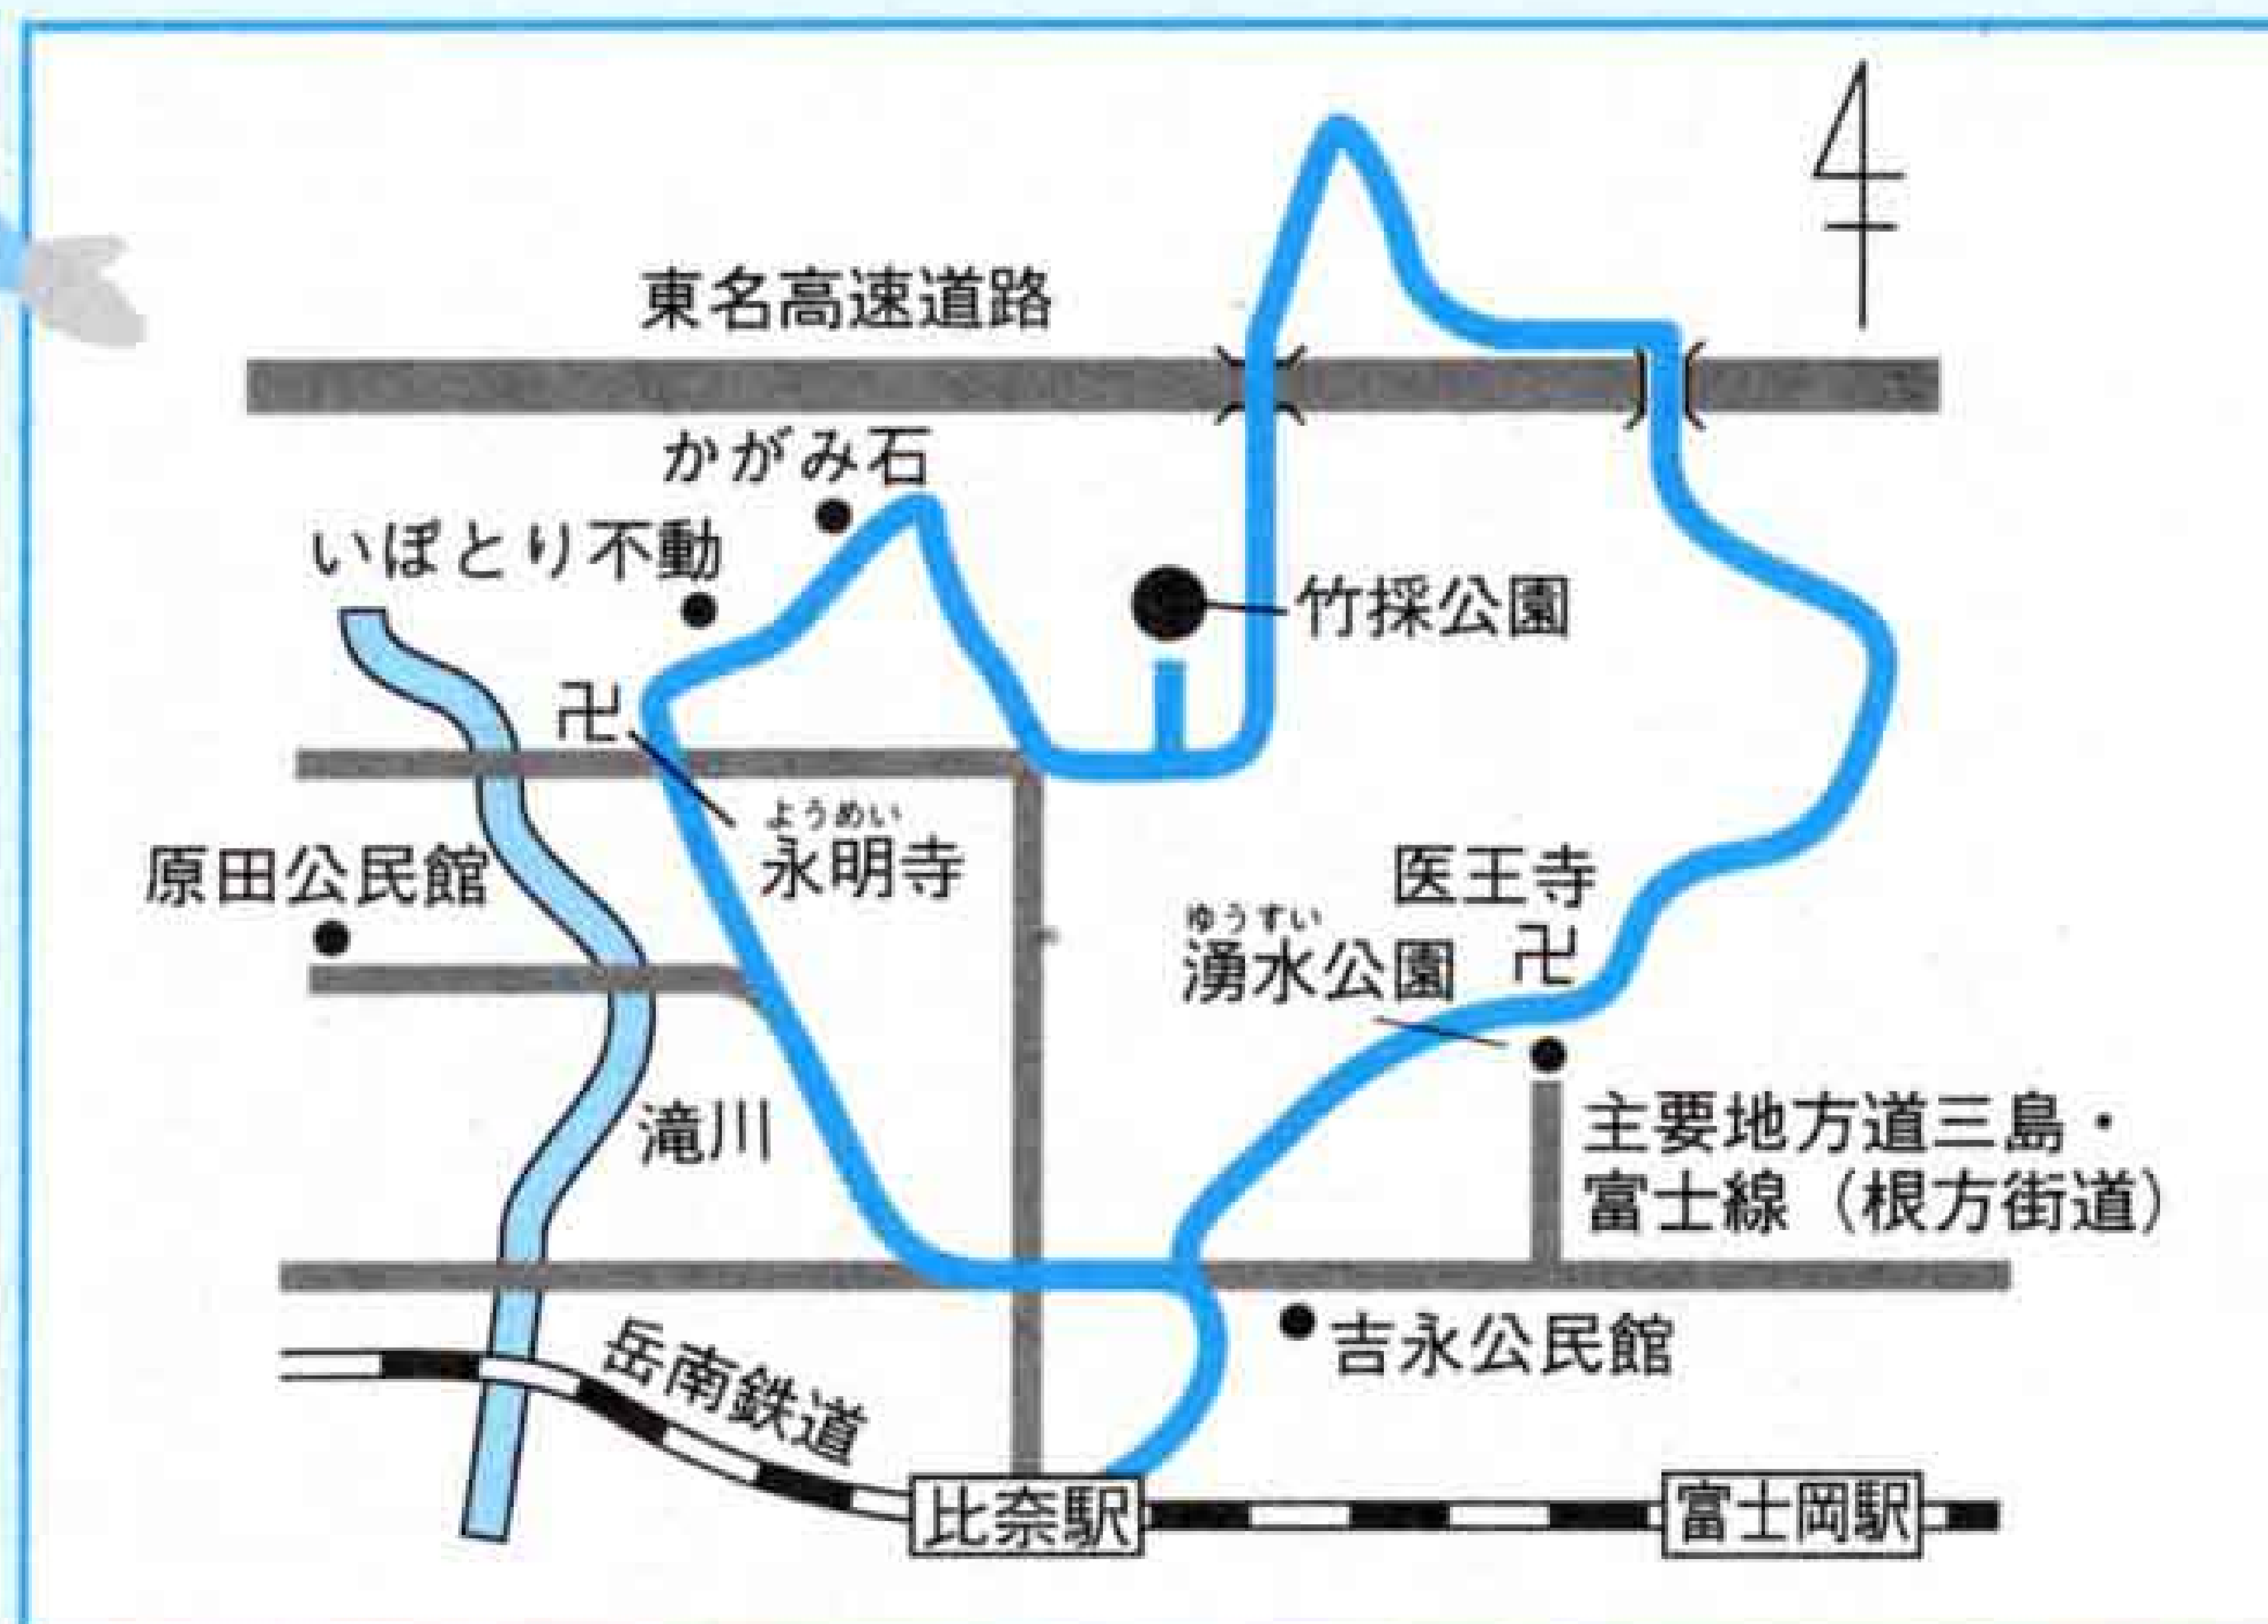 東名高速道路
かがみ石
いぼとり不動
竹採公園
ようめい
永明寺
原田公民館
医王寺
ゆうすい
湧水公園
滝川
主要地方道三島・
富士線（根方街道）
吉永公民館
岳南鉄道
比奈駅
富士岡駅